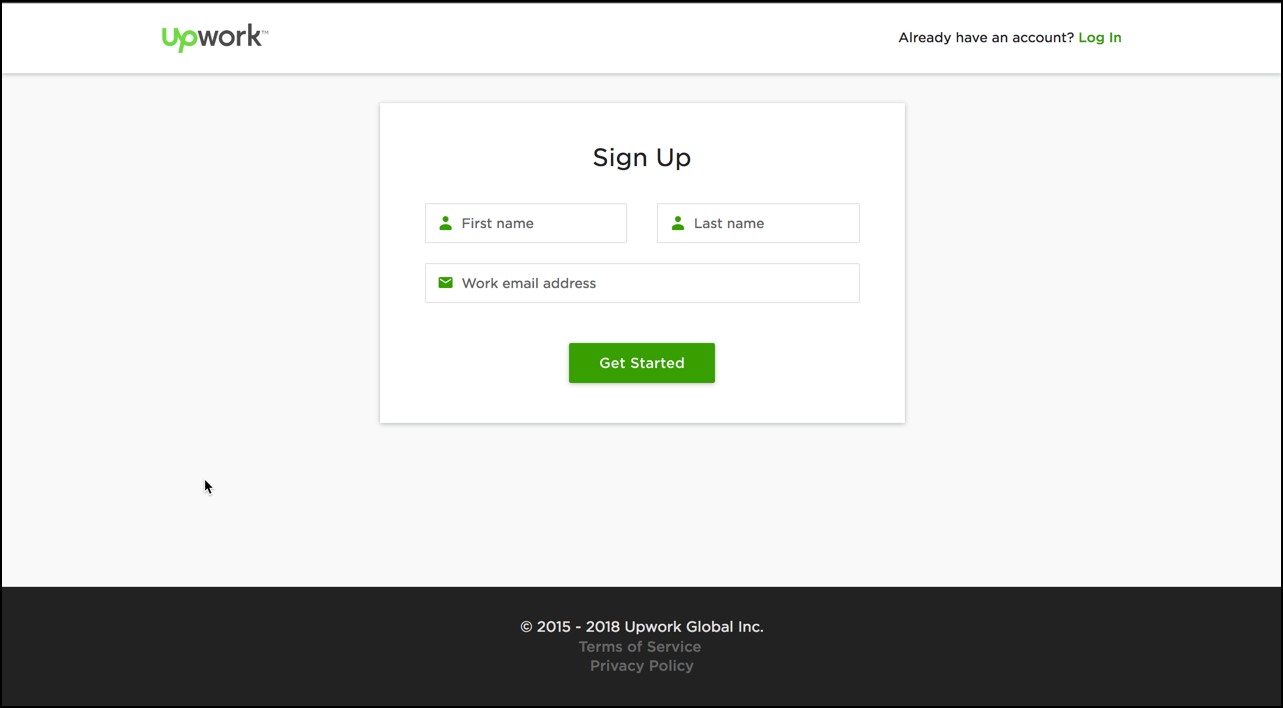 Upwork™
Already have an account? Log In
Sign Up
First name
Last name
Work email address
Get Started
© 2015 - 2018 Upwork Global Inc.
Terms of Service
Privacy Policy